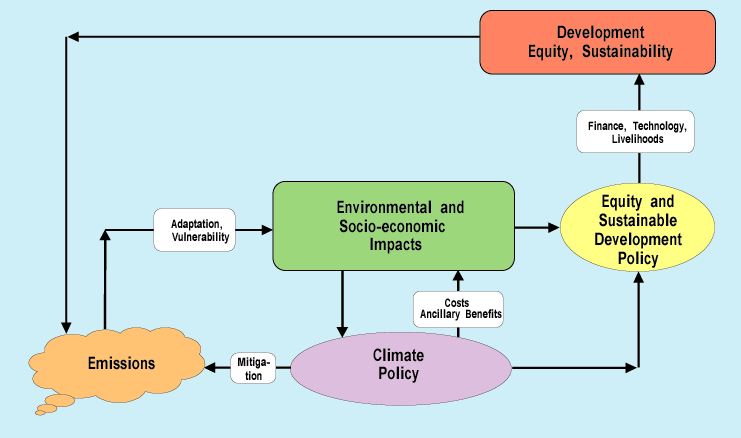 Development
Equity, Sustainability
Finance, Technology,
Livelihoods
Environmental and
Socio-economic
Impacts
Adaptation,
Vulnerability
Equity and
Sustainable
Development
Policy
Costs
Ancillary Benefits
Emissions
Mitiga-
tion
Climate
Policy